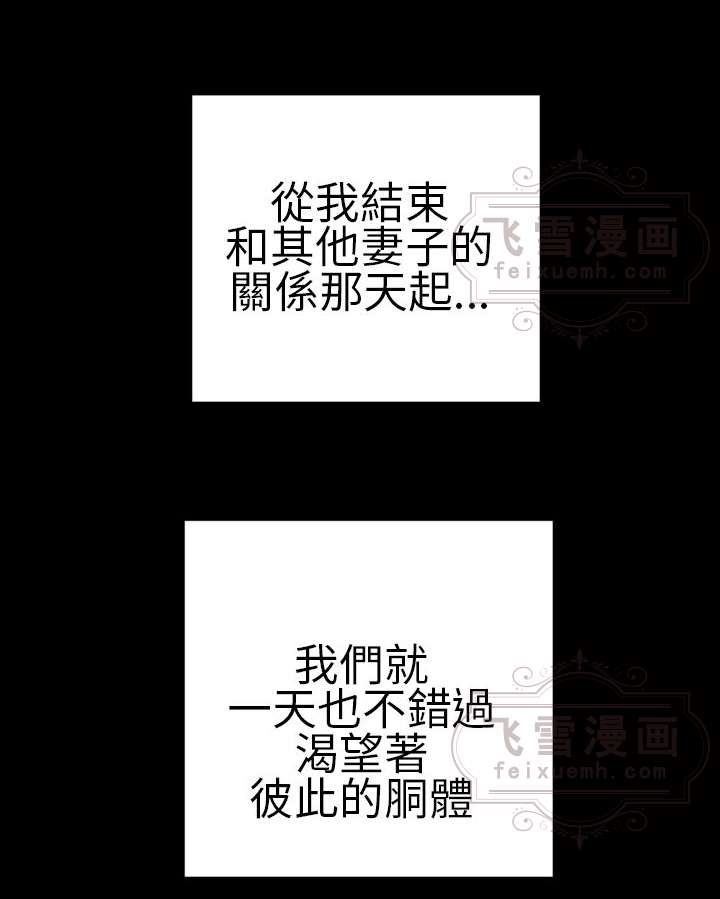 從我結束
和其他妻子的
關係那天起...
飞雪漫画
feixuemh.com
我們就
一天也不錯過
渴望著
彼此的胴體
飞雪漫画
feixuemh.com